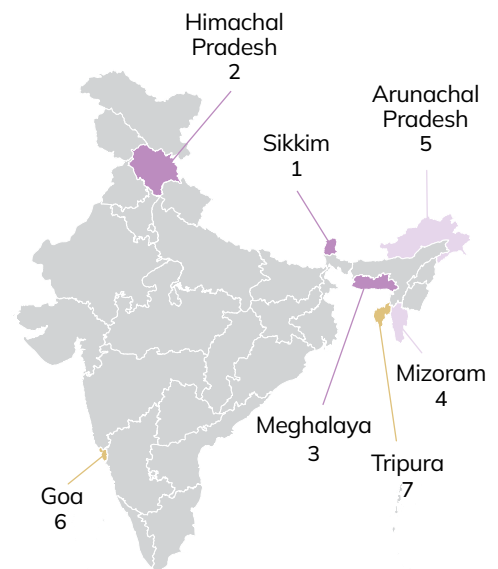 Himachal
Pradesh
2
Arunachal
Pradesh
5
Sikkim
1
Mizoram
4
Meghalaya
3
Tripura
7
Goa
6